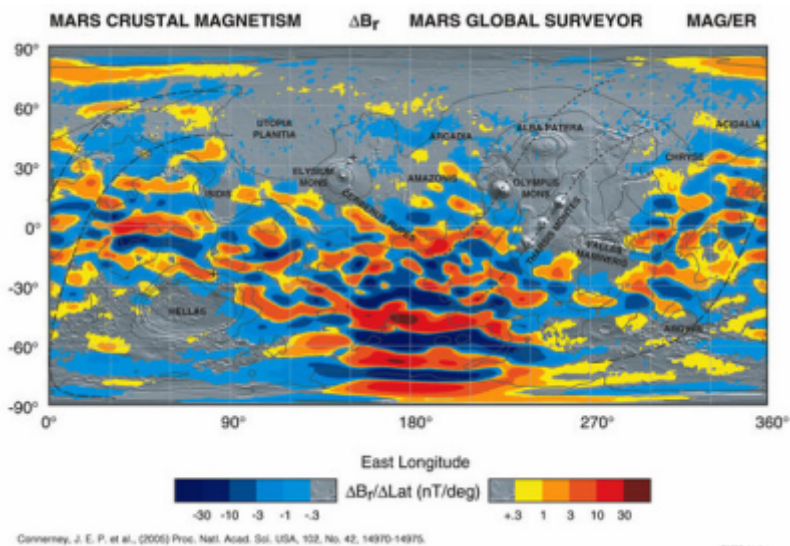 MARS CRUSTAL MAGNETISM ΔBr MARS GLOBAL SURVEYOR MAG/ER
90°
60°
30°
0°
-30°
-60°
-90°
UTOPIA
PLANITIA
ARCADIA
ALBA PATERA
ACIDALIA
CHRYSE
ELYSIUM
MONS
AMAZONIS
OLYMPUS
MONS
ISIDIS
CERBERUS RUPES
THARSIS MONTES
VALLES
MARINERIS
HELLAS
ARGYRE
0° 90° 180° 270° 360°
East Longitude
ΔBr/ΔLat (nT/deg)
-30 -10 -3 -1 -.3 +.3 1 3 10 30
Connerney, J. E. P. et al., (2005) Proc. Natl. Acad. Sci. USA, 102, No. 42, 14970-14975.